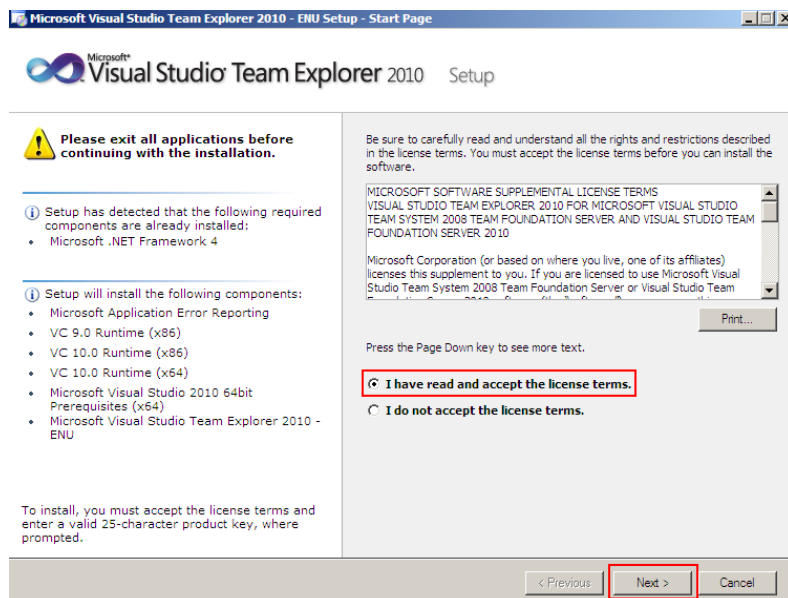 Microsoft Visual Studio Team Explorer 2010 - ENU Setup - Start Page
Microsoft
Visual Studio Team Explorer 2010 Setup
Please exit all applications before
continuing with the installation.
Setup has detected that the following required
components are already installed:
• Microsoft .NET Framework 4
Setup will install the following components:
• Microsoft Application Error Reporting
• VC 9.0 Runtime (x86)
• VC 10.0 Runtime (x86)
• VC 10.0 Runtime (x64)
• Microsoft Visual Studio 2010 64bit
Prerequisites (x64)
• Microsoft Visual Studio Team Explorer 2010 -
ENU
To install, you must accept the license terms and
enter a valid 25-character product key, where
prompted.
Be sure to carefully read and understand all the rights and restrictions described
in the license terms. You must accept the license terms before you can install the
software.
MICROSOFT SOFTWARE SUPPLEMENTAL LICENSE TERMS
VISUAL STUDIO TEAM EXPLORER 2010 FOR MICROSOFT VISUAL STUDIO
TEAM SYSTEM 2008 TEAM FOUNDATION SERVER AND VISUAL STUDIO TEAM
FOUNDATION SERVER 2010
Microsoft Corporation (or based on where you live, one of its affiliates)
licenses this supplement to you. If you are licensed to use Microsoft Visual
Studio Team System 2008 Team Foundation Server or Visual Studio Team
Print...
Press the Page Down key to see more text.
I have read and accept the license terms.
I do not accept the license terms.
< Previous
Next >
Cancel